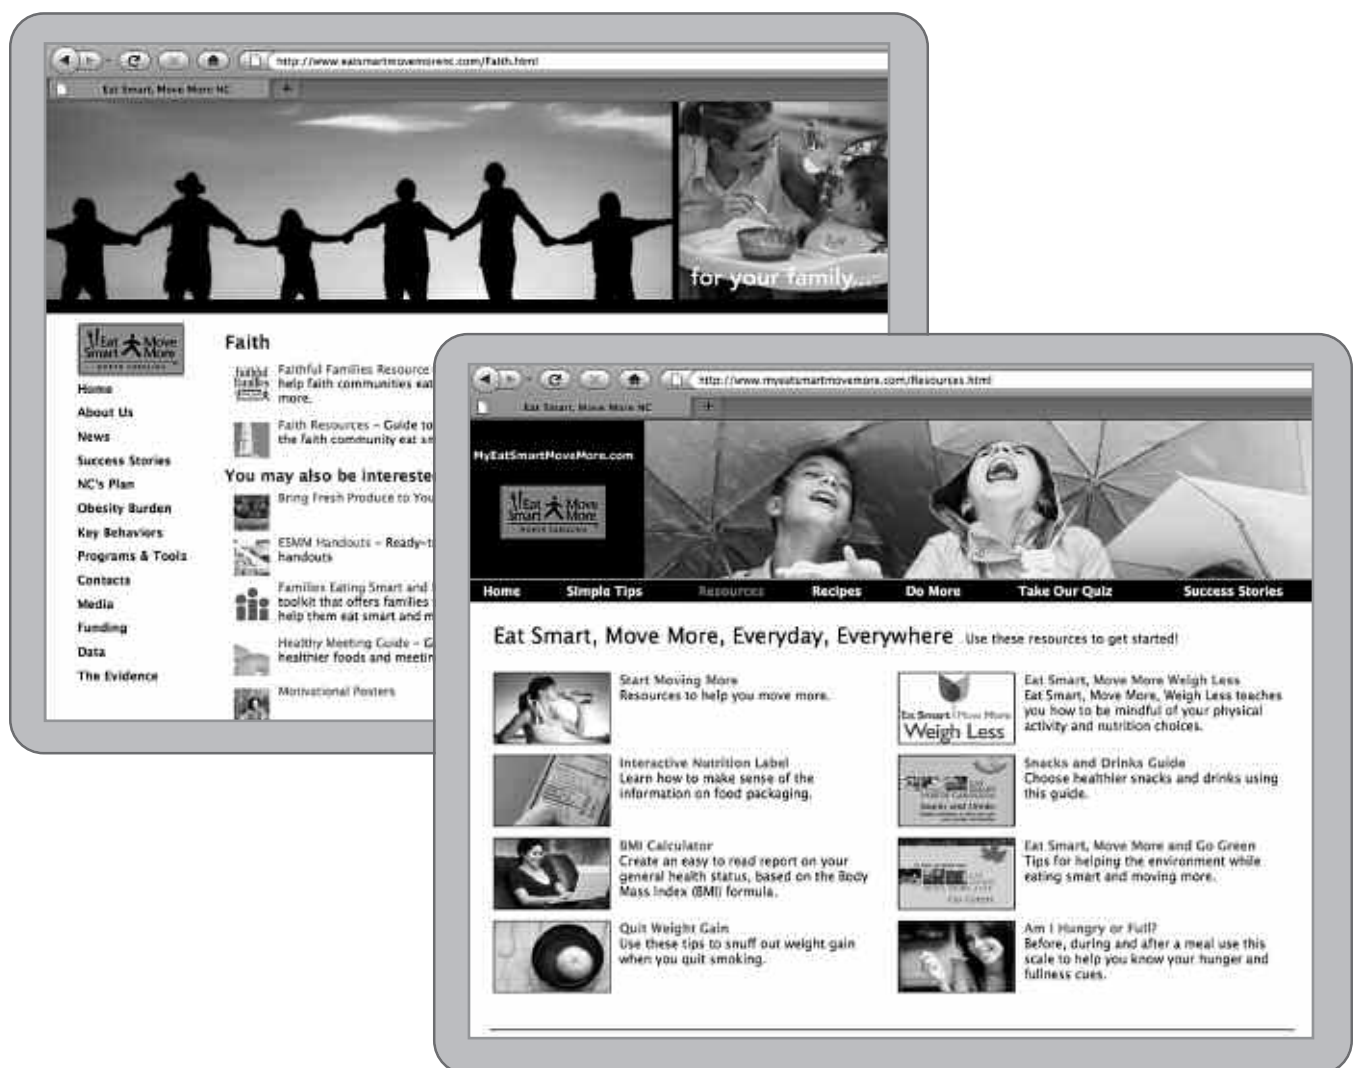 http://www.eatsmartmovemorenc.com/Faith.html
Eat Smart, Move More NC
for your family...
Eat Move
Smart More
NORTH CAROLINA
Home
About Us
News
Success Stories
NC's Plan
Obesity Burden
Key Behaviors
Programs & Tools
Contacts
Media
Funding
Data
The Evidence
Faith
Faithful Families Resource
help faith communities eat
more.
Faith Resources – Guide to
the faith community eat sm
You may also be intereste
Bring Fresh Produce to You
ESMM Handouts – Ready-t
handouts
Families Eating Smart and
toolkit that offers families
help them eat smart and m
Healthy Meeting Guide – G
healthier foods and meetin
Motivational Posters
http://www.myeatsmartmovemore.com/Resources.html
Eat Smart, Move More NC
MyEatSmartMoveMore.com
Eat Move
Smart More
NORTH CAROLINA
Home Simple Tips Resources Recipes Do More Take Our Quiz Success Stories
Eat Smart, Move More, Everyday, Everywhere Use these resources to get started!
Start Moving More
Resources to help you move more.
Interactive Nutrition Label
Learn how to make sense of the
information on food packaging.
BMI Calculator
Create an easy to read report on your
general health status, based on the Body
Mass Index (BMI) formula.
Quit Weight Gain
Use these tips to snuff out weight gain
when you quit smoking.
Eat Smart Move More
Weigh Less
Eat Smart, Move More Weigh Less
Eat Smart, Move More, Weigh Less teaches
you how to be mindful of your physical
activity and nutrition choices.
Snacks and Drinks
Snacks and Drinks Guide
Choose healthier snacks and drinks using
this guide.
Go Green
Eat Smart, Move More and Go Green
Tips for helping the environment while
eating smart and moving more.
Am I Hungry or Full?
Before, during and after a meal use this
scale to help you know your hunger and
fullness cues.